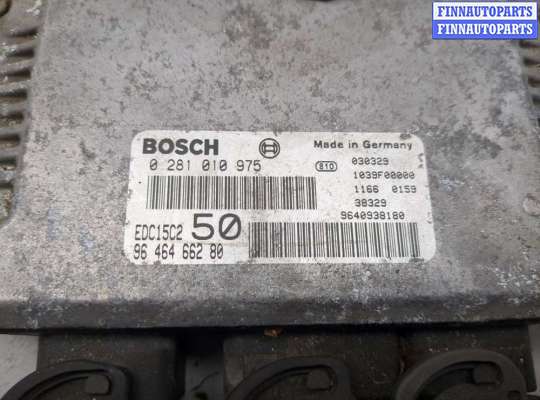 FINNAUTOPARTS
FINNAUTOPARTS
BOSCH
Made in Germany
0 281 010 975
810
030329
1039F00000
1166 0159
38329
9640938180
EDC15C2 50
96 464 662 80